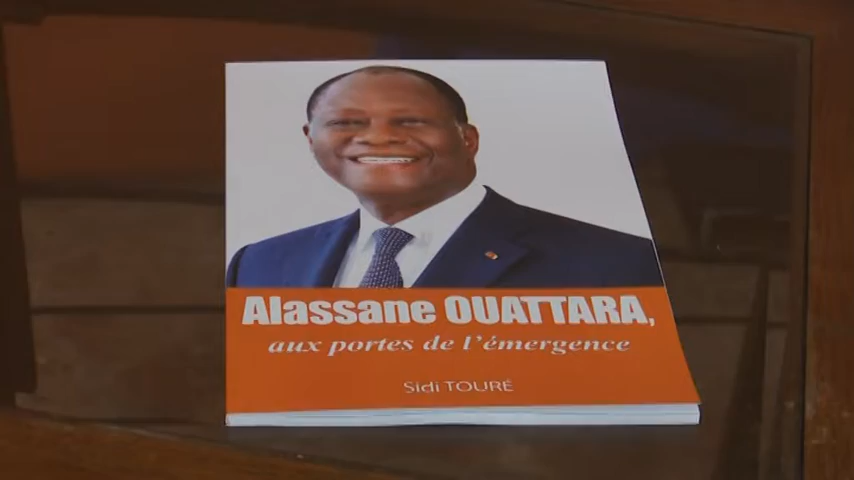 Alassane OUATTARA,
aux portes de l'émergence
Sidi TOURÉ